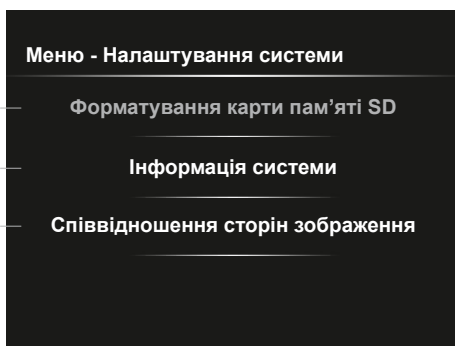 Меню - Налаштування системи
Форматування карти пам’яті SD
Інформація системи
Співвідношення сторін зображення